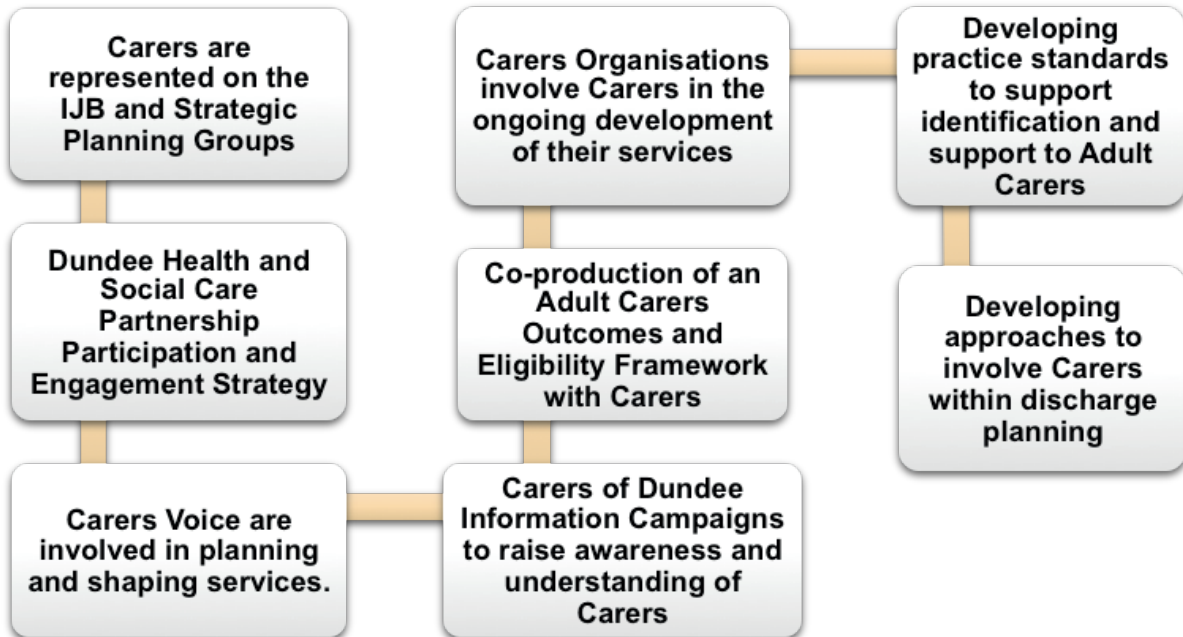 Carers are
represented on the
IJB and Strategic
Planning Groups
Dundee Health and
Social Care
Partnership
Participation and
Engagement Strategy
Carers Voice are
involved in planning
and shaping services.
Carers of Dundee
Information Campaigns
to raise awareness and
understanding of
Carers
Co-production of an
Adult Carers
Outcomes and
Eligibility Framework
with Carers
Carers Organisations
involve Carers in the
ongoing development
of their services
Developing
practice standards
to support
identification and
support to Adult
Carers
Developing
approaches to
involve Carers
within discharge
planning